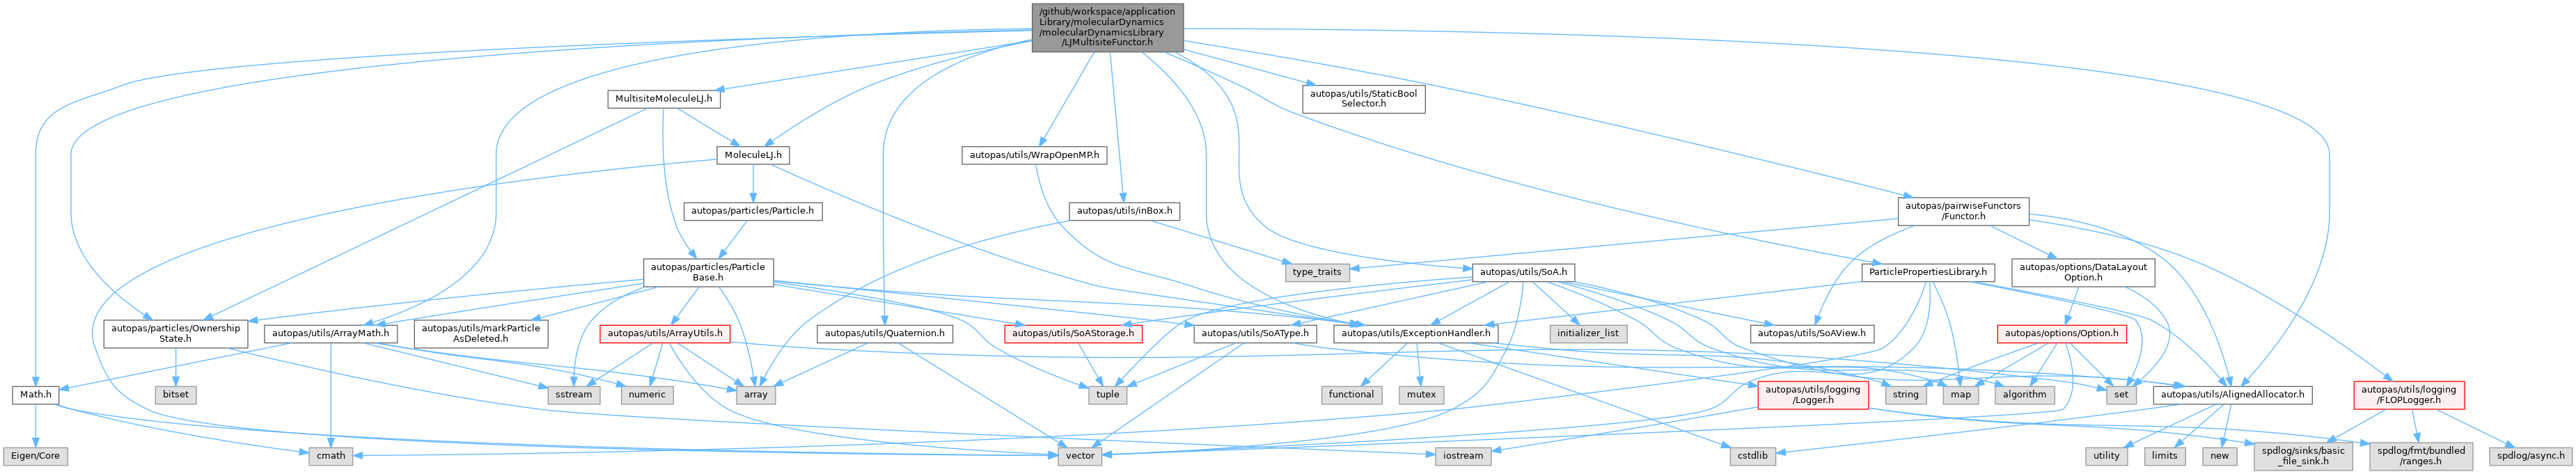 /github/workspace/application
Library/molecularDynamics
/molecularDynamicsLibrary
/LJMultisiteFunctor.h
MultisiteMoleculeLJ.h
autopas/utils/StaticBool
Selector.h
autopas/utils/WrapOpenMP.h
MoleculeLJ.h
autopas/particles/Particle.h
autopas/utils/inBox.h
autopas/pairwiseFunctors
/Functor.h
autopas/particles/Particle
Base.h
type_traits
autopas/utils/SoA.h
ParticlePropertiesLibrary.h
autopas/options/DataLayout
Option.h
autopas/particles/Ownership
State.h
autopas/utils/ArrayMath.h
autopas/utils/markParticle
AsDeleted.h
autopas/utils/ArrayUtils.h
autopas/utils/Quaternion.h
autopas/utils/SoAStorage.h
autopas/utils/SoAType.h
autopas/utils/ExceptionHandler.h
initializer_list
autopas/utils/SoAView.h
autopas/options/Option.h
Math.h
bitset
sstream
numeric
array
tuple
functional
mutex
autopas/utils/logging
/Logger.h
string
map
algorithm
set
autopas/utils/AlignedAllocator.h
autopas/utils/logging
/FLOPLogger.h
Eigen/Core
cmath
vector
iostream
cstdlib
utility
limits
new
spdlog/sinks/basic
_file_sink.h
spdlog/fmt/bundled
/ranges.h
spdlog/async.h